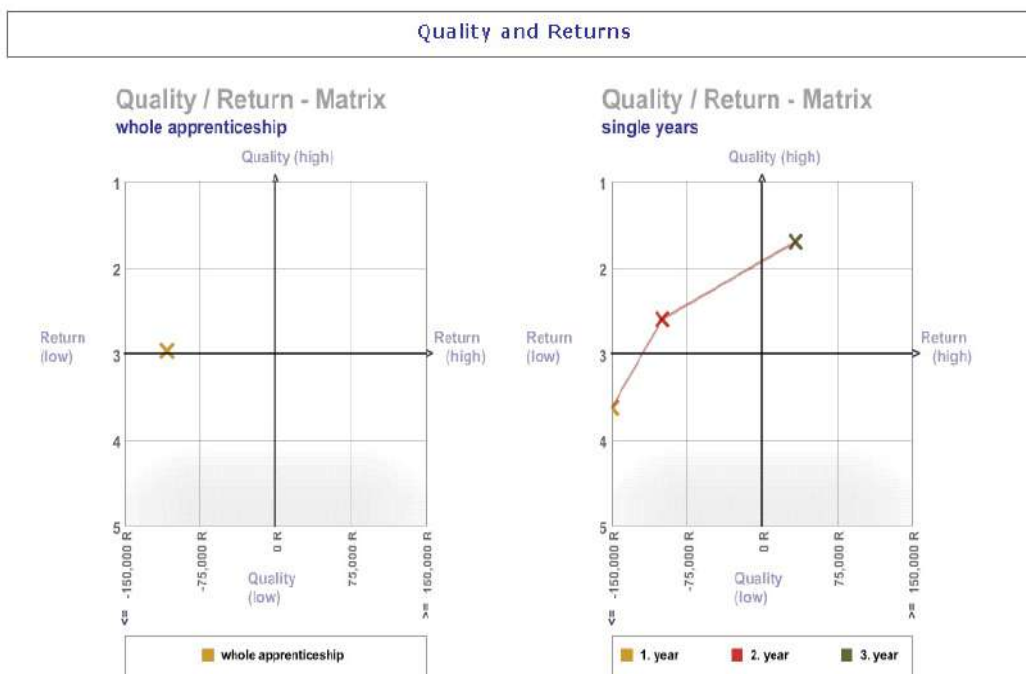 Quality and Returns
Quality / Return - Matrix
whole apprenticeship
Quality (high)
1
2
3
4
5
Return
(low)
Return
(high)
<= -150,000 R
-75,000 R
0 R
75,000 R
>= 150,000 R
Quality
(low)
whole apprenticeship
Quality / Return - Matrix
single years
Quality (high)
1
2
3
4
5
Return
(low)
Return
(high)
<= -150,000 R
-75,000 R
0 R
75,000 R
>= 150,000 R
Quality
(low)
1. year 2. year 3. year